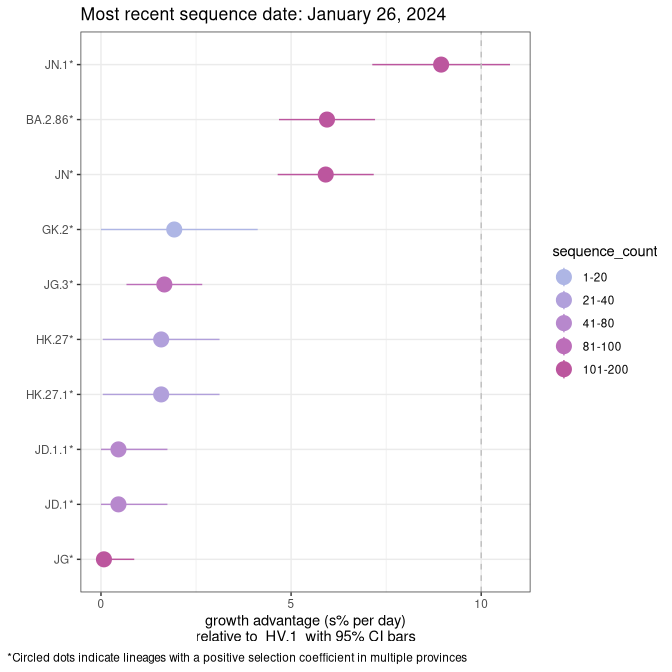 Most recent sequence date: January 26, 2024
JN.1*
BA.2.86*
JN*
GK.2*
JG.3*
HK.27*
HK.27.1*
JD.1.1*
JD.1*
JG*
0 5 10
growth advantage (s% per day)
relative to HV.1 with 95% CI bars
sequence_count
1-20
21-40
41-80
81-100
101-200
*Circled dots indicate lineages with a positive selection coefficient in multiple provinces